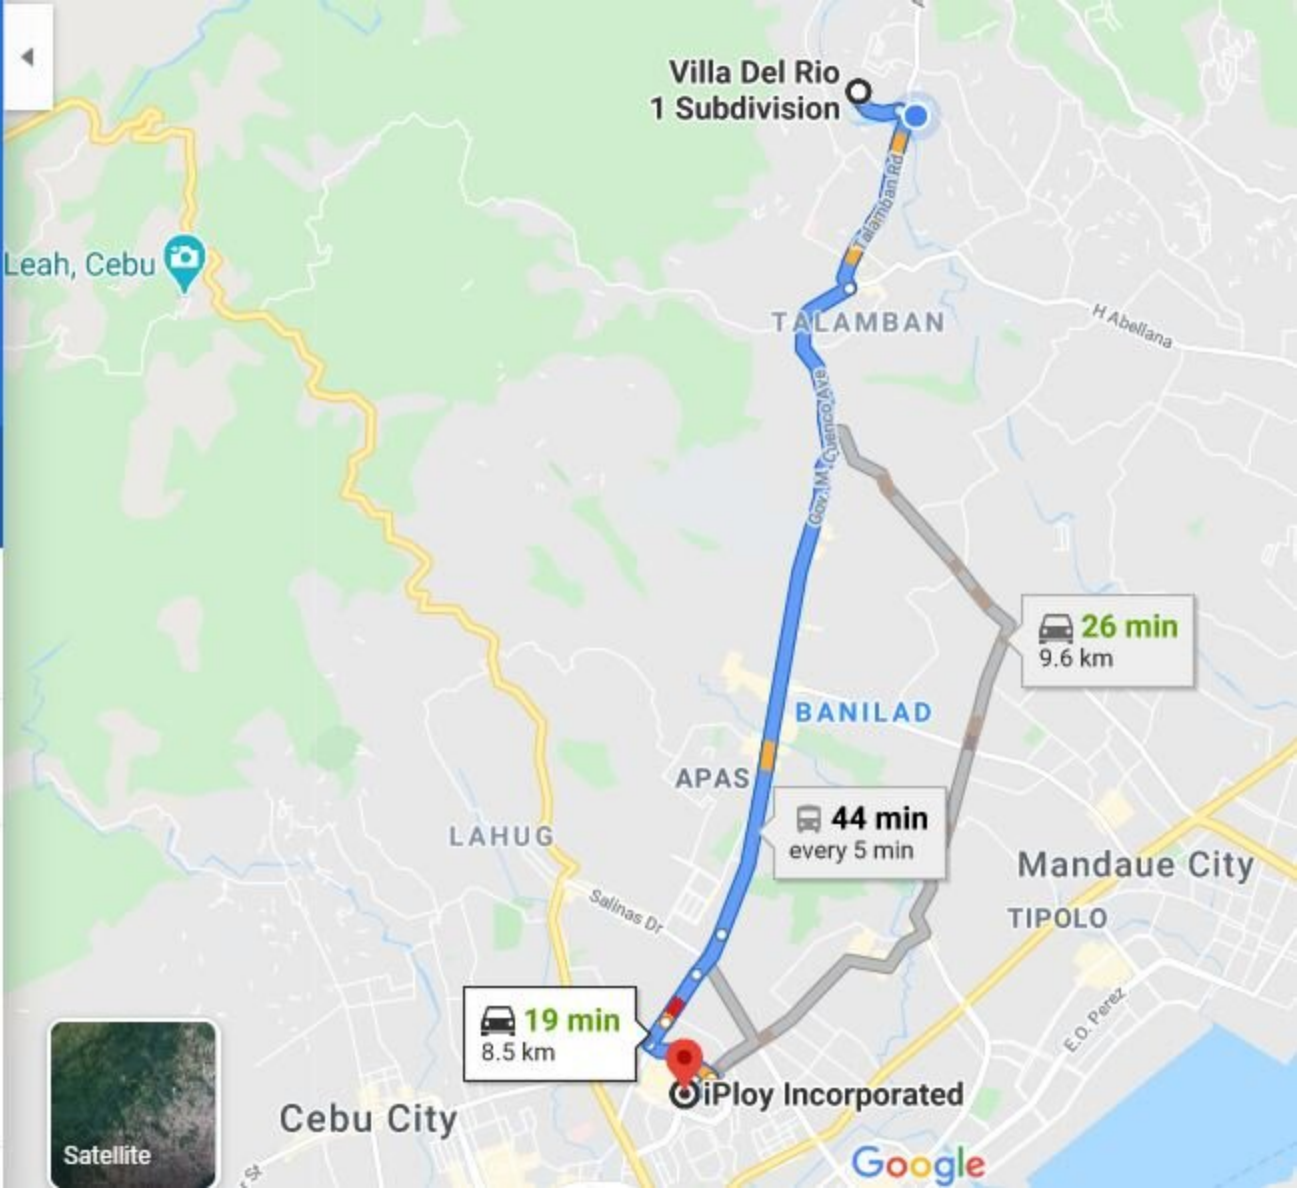 Villa Del Rio
1 Subdivision
Talamban Rd
Leah, Cebu
TALAMBAN
H Abellana
Gov. M. Cuenco Ave
26 min
9.6 km
BANILAD
APAS
44 min
every 5 min
LAHUG
Mandaue City
Salinas Dr
TIPOLO
19 min
8.5 km
E.O. Perez
iPloy Incorporated
Cebu City
Satellite
Google
St